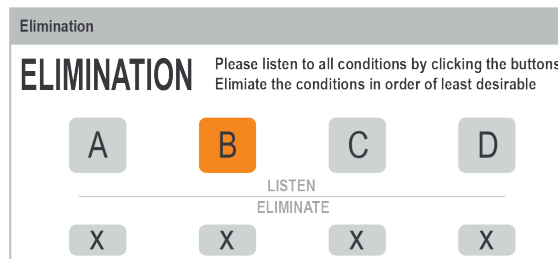 Elimination
ELIMINATION
Please listen to all conditions by clicking the buttons
Elimiate the conditions in order of least desirable
A B C D
LISTEN
ELIMINATE
X X X X